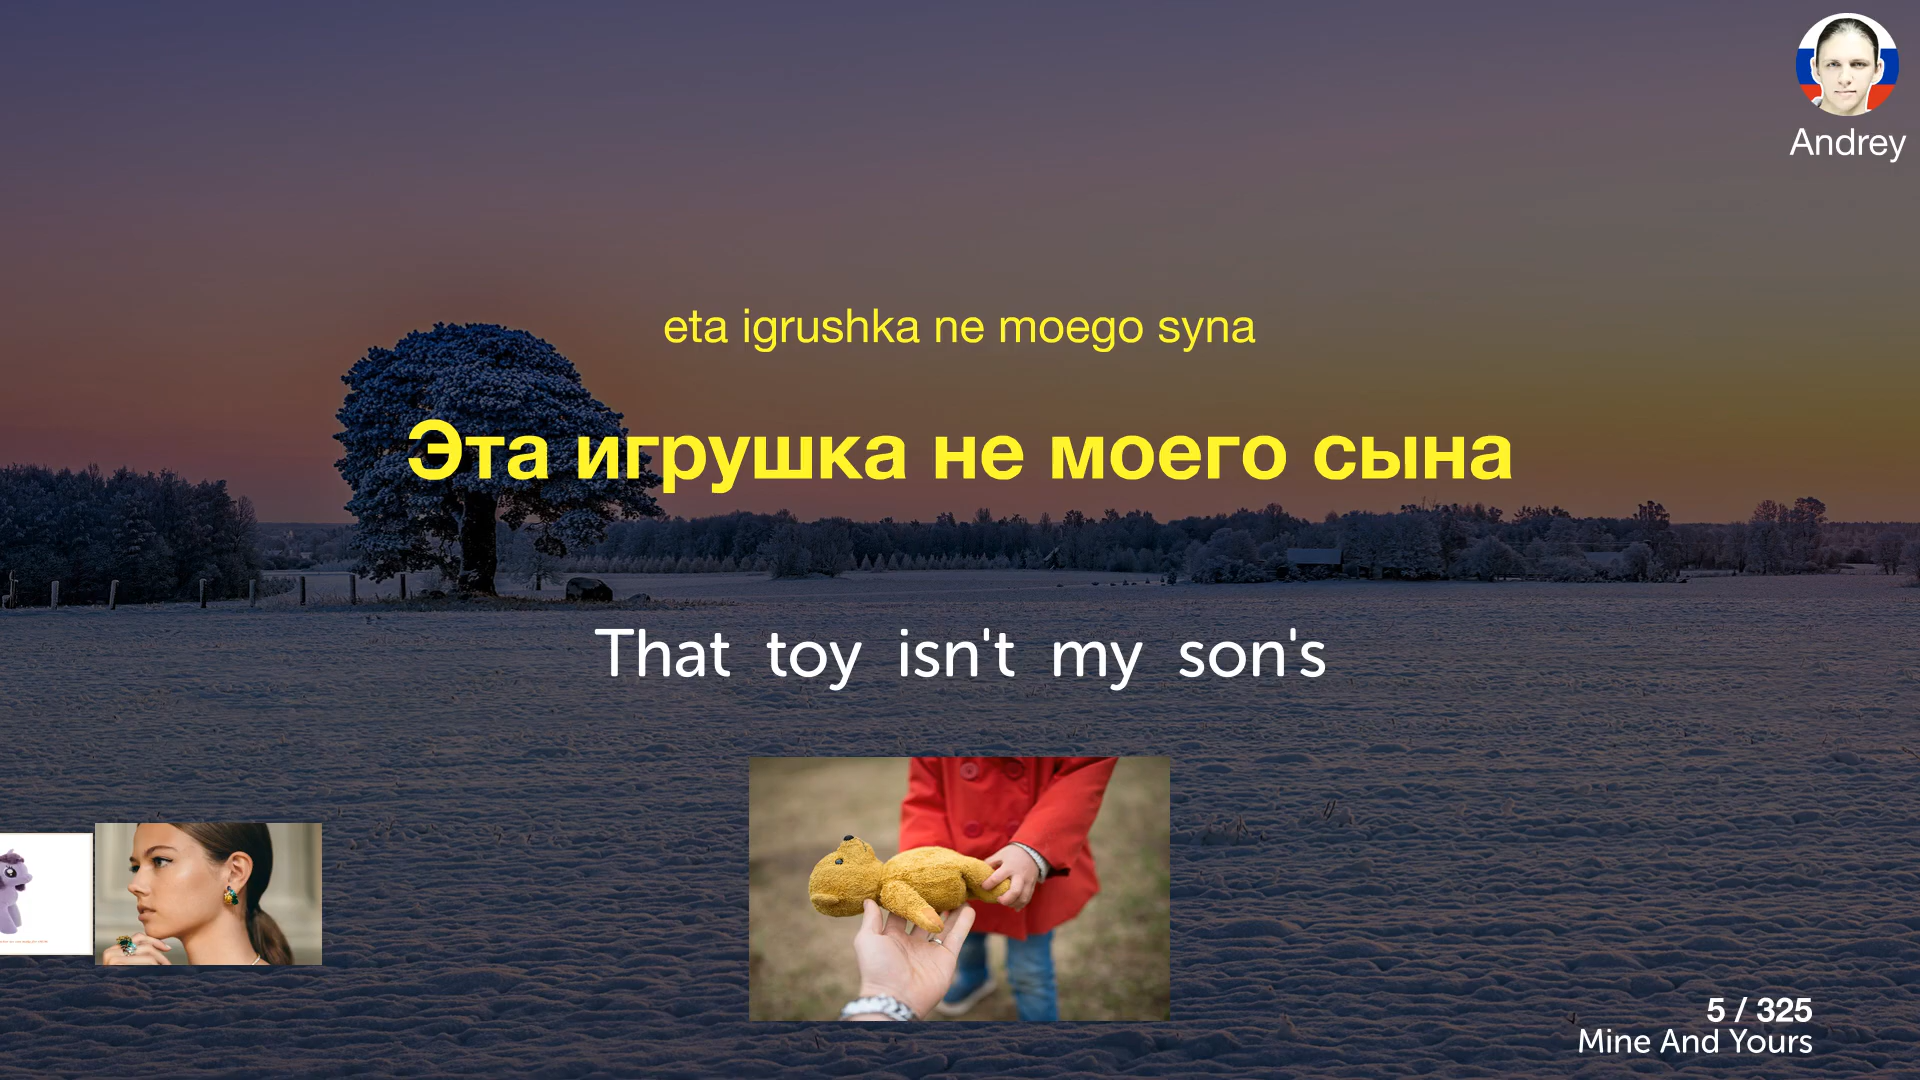 Andrey
eta igrushka ne moego syna
Эта игрушка не моего сына
That toy isn't my son's
5 / 325
Mine And Yours